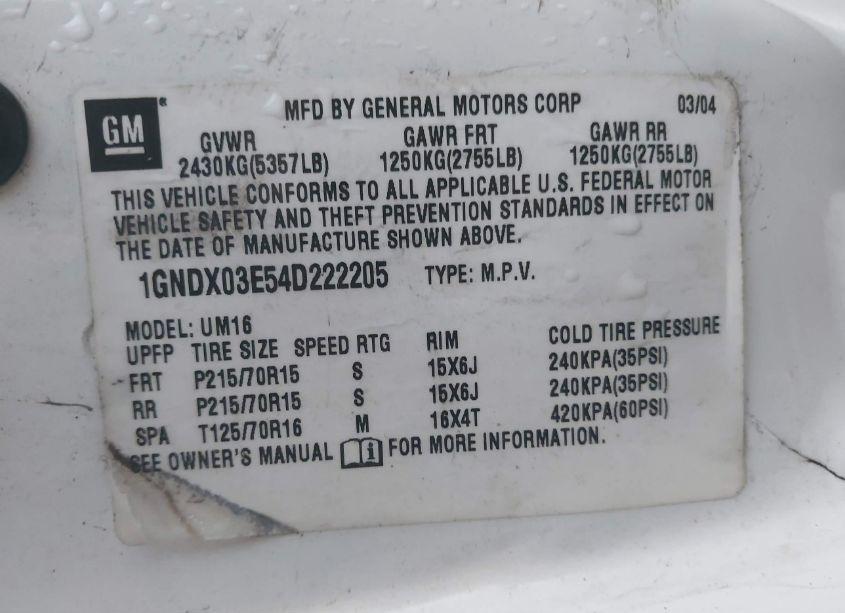 GM® MFD BY GENERAL MOTORS CORP 03/04
GVWR GAWR FRT GAWR RR
2430KG(5357LB) 1250KG(2755LB) 1250KG(2755LB)
THIS VEHICLE CONFORMS TO ALL APPLICABLE U.S. FEDERAL MOTOR
VEHICLE SAFETY AND THEFT PREVENTION STANDARDS IN EFFECT ON
THE DATE OF MANUFACTURE SHOWN ABOVE.
1GNDX03E54D222205 TYPE: M.P.V.
MODEL: UM16
UPFP TIRE SIZE SPEED RTG RIM COLD TIRE PRESSURE
FRT P215/70R15 S 15X6J 240KPA(35PSI)
RR P215/70R15 S 15X6J 240KPA(35PSI)
SPA T125/70R16 M 16X4T 420KPA(60PSI)
SEE OWNER'S MANUAL i FOR MORE INFORMATION.